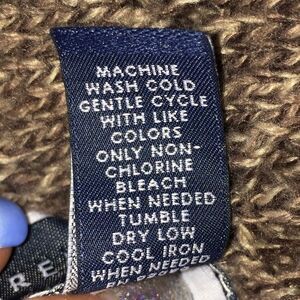 MACHINE
WASH COLD
GENTLE CYCLE
WITH LIKE
COLORS
ONLY NON-
CHLORINE
BLEACH
WHEN NEEDED
TUMBLE
DRY LOW
COOL IRON
WHEN NEEDED
RE